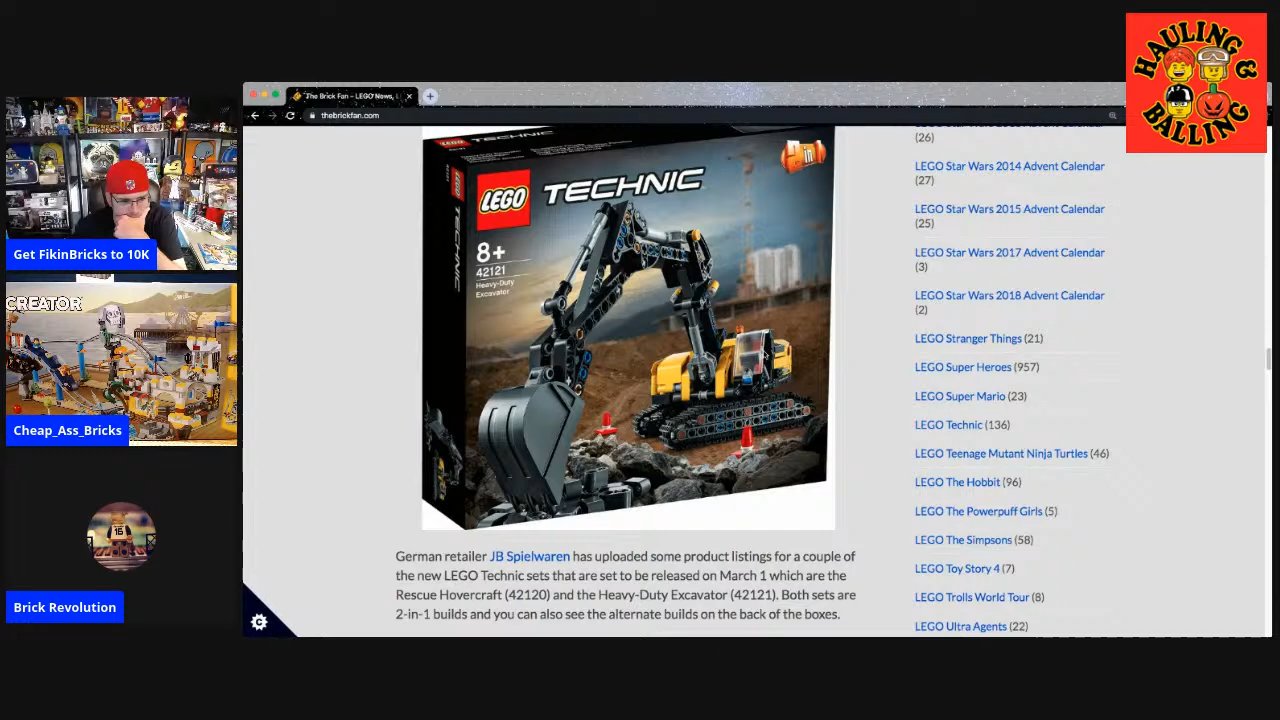 HAULING &
BALLING
The Brick Fan – LEGO News, L
thebrickfan.com
TECHNIC
LEGO
TECHNIC
LEGO
TECHNIC
8+
42121
Heavy-Duty
Excavator
in
Get FikinBricks to 10K
CREATOR
Cheap_Ass_Bricks
16
Brick Revolution
German retailer JB Spielwaren has uploaded some product listings for a couple of
the new LEGO Technic sets that are set to be released on March 1 which are the
Rescue Hovercraft (42120) and the Heavy-Duty Excavator (42121). Both sets are
2-in-1 builds and you can also see the alternate builds on the back of the boxes.
(26)
LEGO Star Wars 2014 Advent Calendar
(27)
LEGO Star Wars 2015 Advent Calendar
(25)
LEGO Star Wars 2017 Advent Calendar
(3)
LEGO Star Wars 2018 Advent Calendar
(2)
LEGO Stranger Things (21)
LEGO Super Heroes (957)
LEGO Super Mario (23)
LEGO Technic (136)
LEGO Teenage Mutant Ninja Turtles (46)
LEGO The Hobbit (96)
LEGO The Powerpuff Girls (5)
LEGO The Simpsons (58)
LEGO Toy Story 4 (7)
LEGO Trolls World Tour (8)
LEGO Ultra Agents (22)